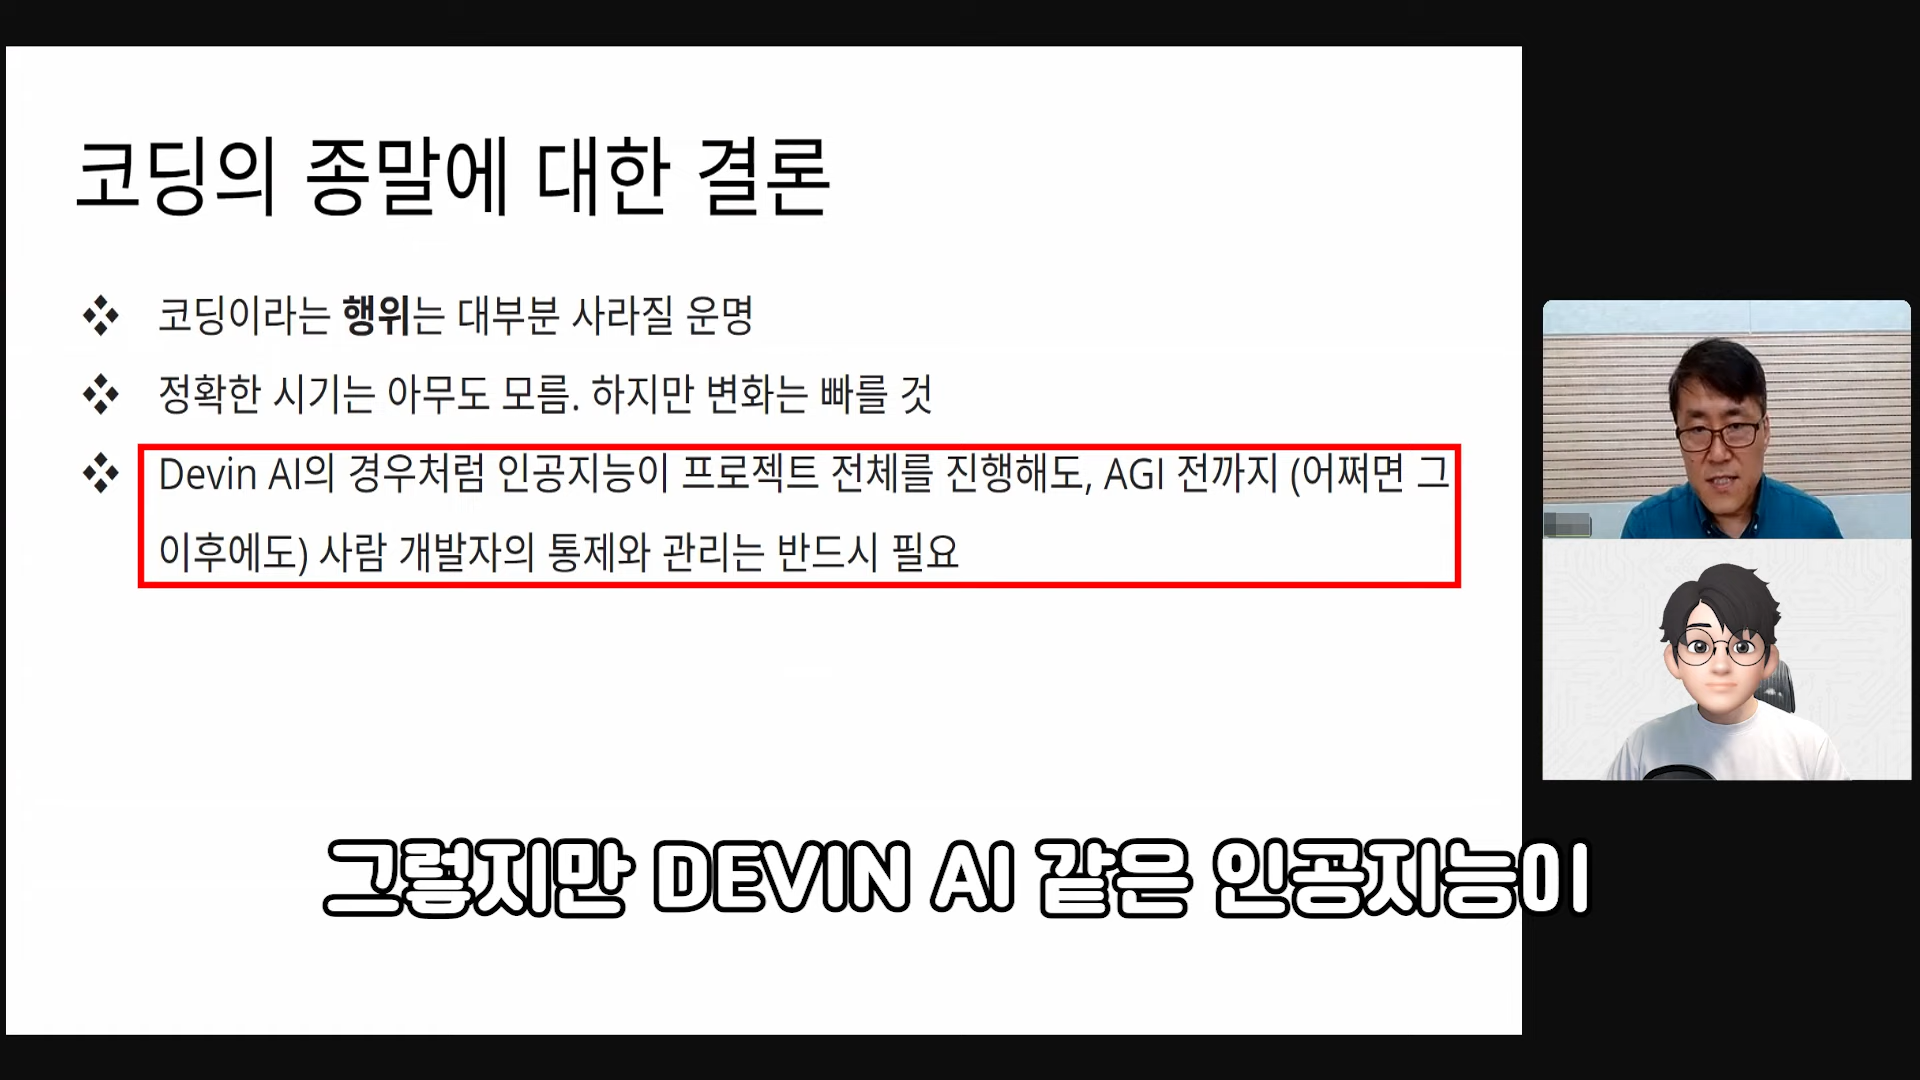 코딩의 종말에 대한 결론
코딩이라는 행위는 대부분 사라질 운명
정확한 시기는 아무도 모름. 하지만 변화는 빠를 것
Devin AI의 경우처럼 인공지능이 프로젝트 전체를 진행해도, AGI 전까지 (어쩌면 그
이후에도) 사람 개발자의 통제와 관리는 반드시 필요
그렇지만 DEVIN AI 같은 인공지능이